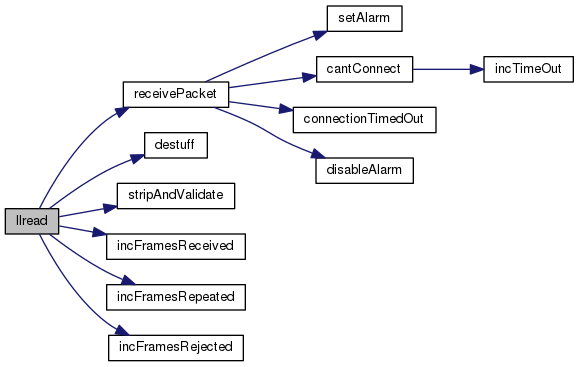 setAlarm
cantConnect
incTimeOut
receivePacket
connectionTimedOut
destuff
disableAlarm
stripAndValidate
llread
incFramesReceived
incFramesRepeated
incFramesRejected